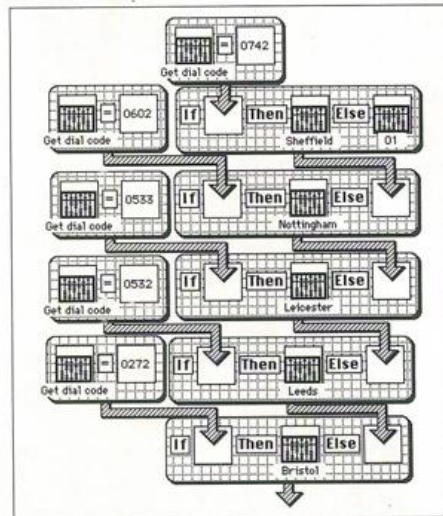 = 0742
Get dial code
= 0602
Get dial code
If Then Else
Sheffield 01
= 0533
Get dial code
If Then Else
Nottingham
= 0532
Get dial code
If Then Else
Leicester
= 0272
Get dial code
If Then Else
Leeds
If Then Else
Bristol